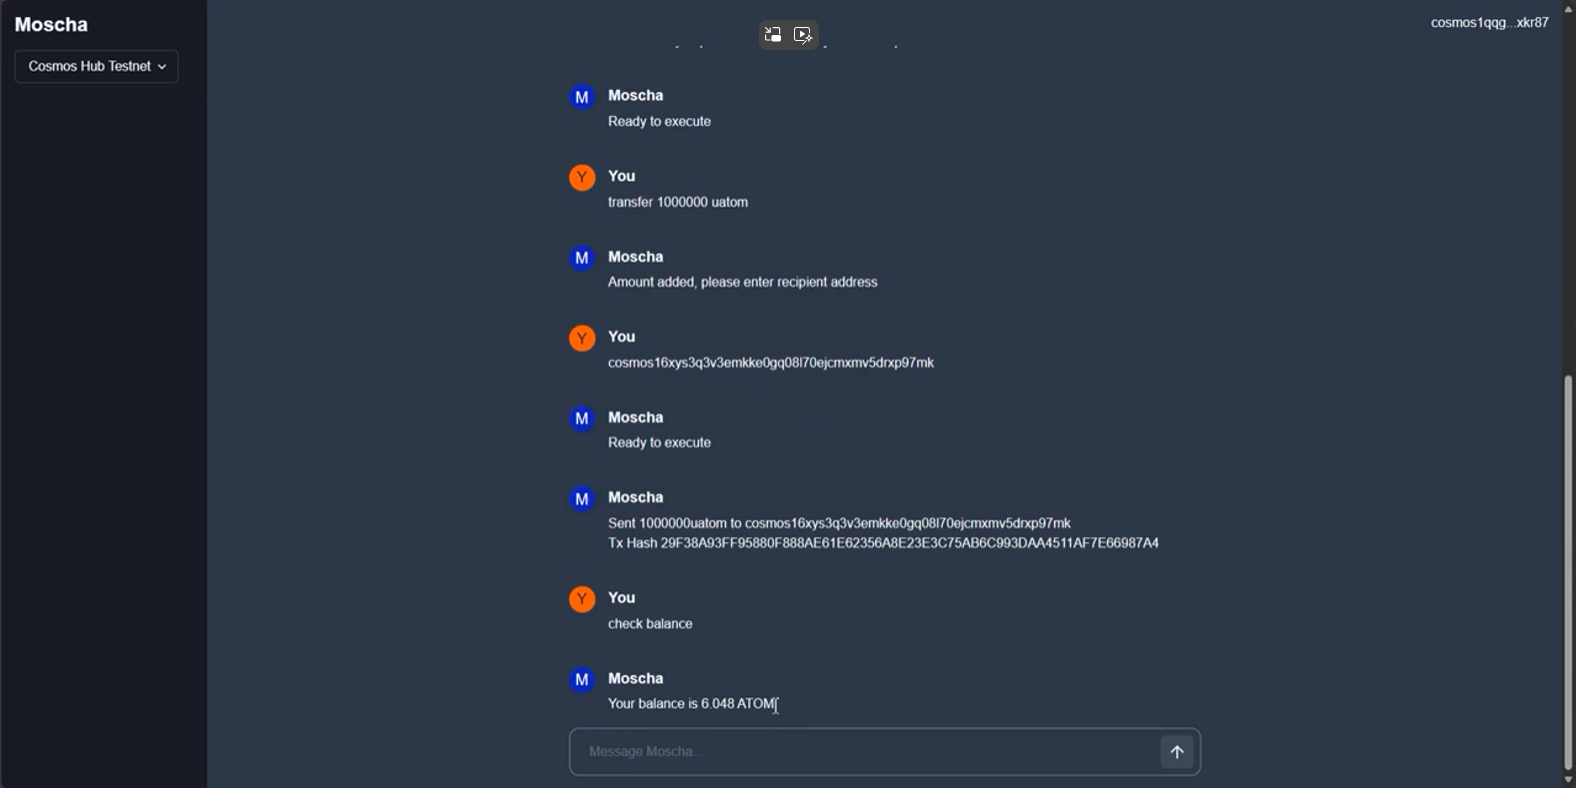 Moscha
cosmos1qqg...xkr87
Cosmos Hub Testnet
M Moscha
Ready to execute
Y You
transfer 1000000 uatom
M Moscha
Amount added, please enter recipient address
Y You
cosmos16xys3q3v3emkke0gq08l70ejcmxmv5drxp97mk
M Moscha
Ready to execute
M Moscha
Sent 1000000uatom to cosmos16xys3q3v3emkke0gq08l70ejcmxmv5drxp97mk
Tx Hash 29F38A93FF95880F888AE61E62356A8E23E3C75AB6C993DAA4511AF7E66987A4
Y You
check balance
M Moscha
Your balance is 6.048 ATOM
Message Moscha...